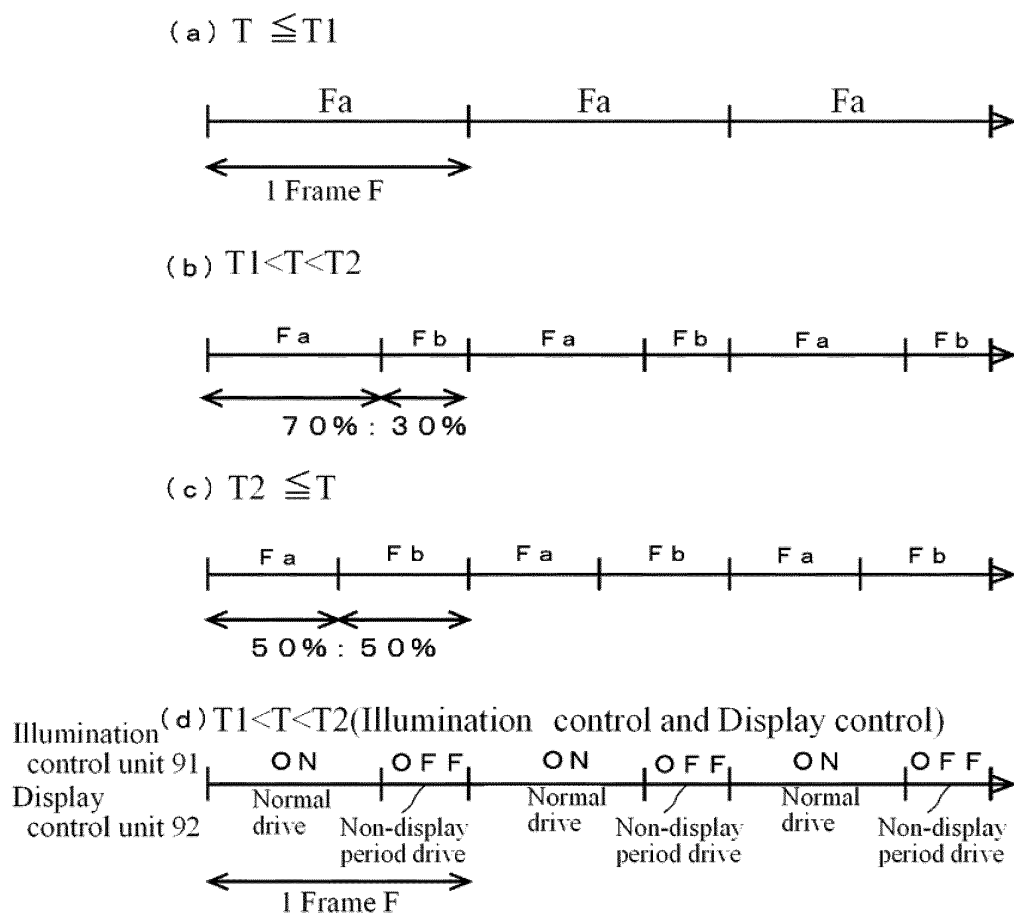 (a) T ≦T1
Fa Fa Fa
1 Frame F
(b) T1<T<T2
Fa Fb Fa Fb Fa Fb
70% : 30%
(c) T2 ≦T
Fa Fb Fa Fb Fa Fb
50% : 50%
(d) T1<T<T2(Illumination control and Display control)
Illumination
control unit 91
ON OFF ON OFF ON OFF
Display
control unit 92
Normal
drive
Non-display
period drive
Normal
drive
Non-display
period drive
Normal
drive
Non-display
period drive
1 Frame F